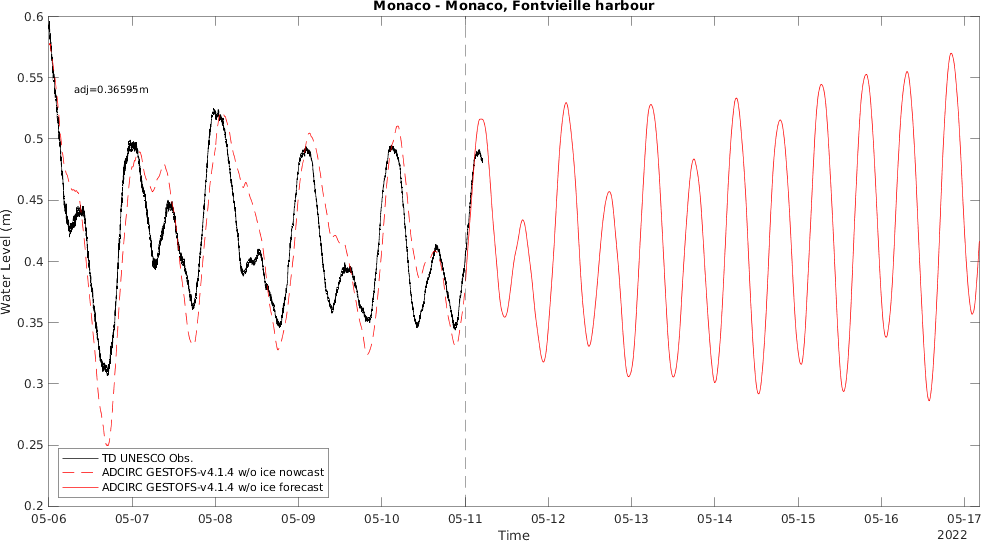 Monaco - Monaco, Fontvieille harbour
0.6
0.55
adj=0.36595m
0.5
0.45
0.4
0.35
0.3
0.25
0.2
Water Level (m)
TD UNESCO Obs.
ADCIRC GESTOFS-v4.1.4 w/o ice nowcast
ADCIRC GESTOFS-v4.1.4 w/o ice forecast
05-06 05-07 05-08 05-09 05-10 05-11 05-12 05-13 05-14 05-15 05-16 05-17
Time
2022